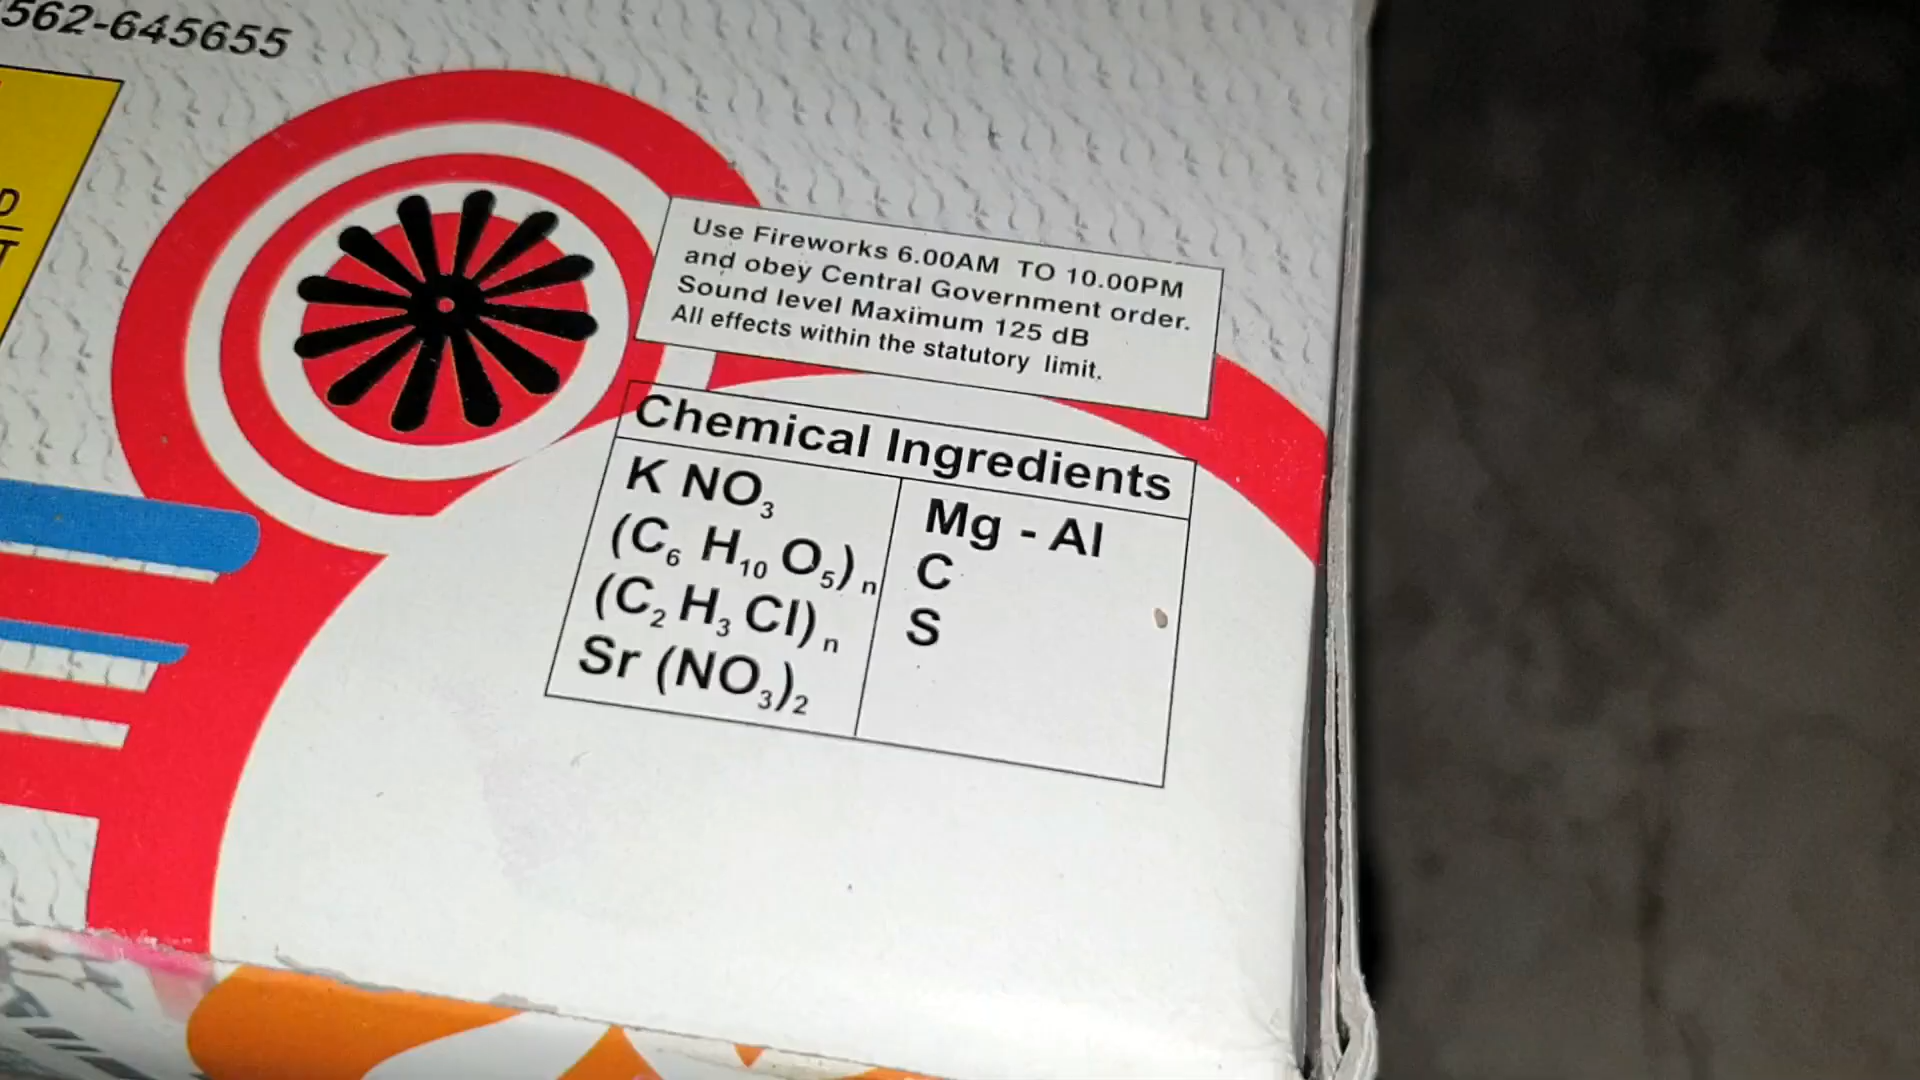 562-645655
D
T
Use Fireworks 6.00AM TO 10.00PM
and obey Central Government order.
Sound level Maximum 125 dB
All effects within the statutory limit.
Chemical Ingredients
K NO₃
(C₆ H₁₀ O₅)ₙ
(C₂ H₃ Cl)ₙ
Sr (NO₃)₂
Mg - Al
C
S